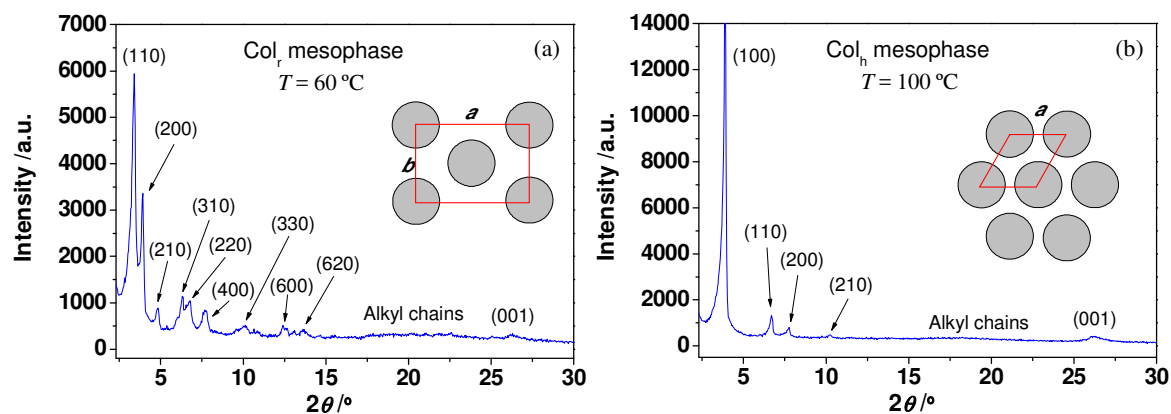 (a)
Col_r mesophase
T = 60 ºC
(110)
(200)
(210)
(310)
(220)
(400)
(330)
(600)
(620)
Alkyl chains
(001)
a
b
Intensity /a.u.
7000
6000
5000
4000
3000
2000
1000
0
5 10 15 20 25 30
2θ /º
(b)
Col_h mesophase
T = 100 ºC
(100)
(110)
(200)
(210)
Alkyl chains
(001)
a
Intensity /a.u.
14000
12000
10000
8000
6000
4000
2000
0
5 10 15 20 25 30
2θ /º